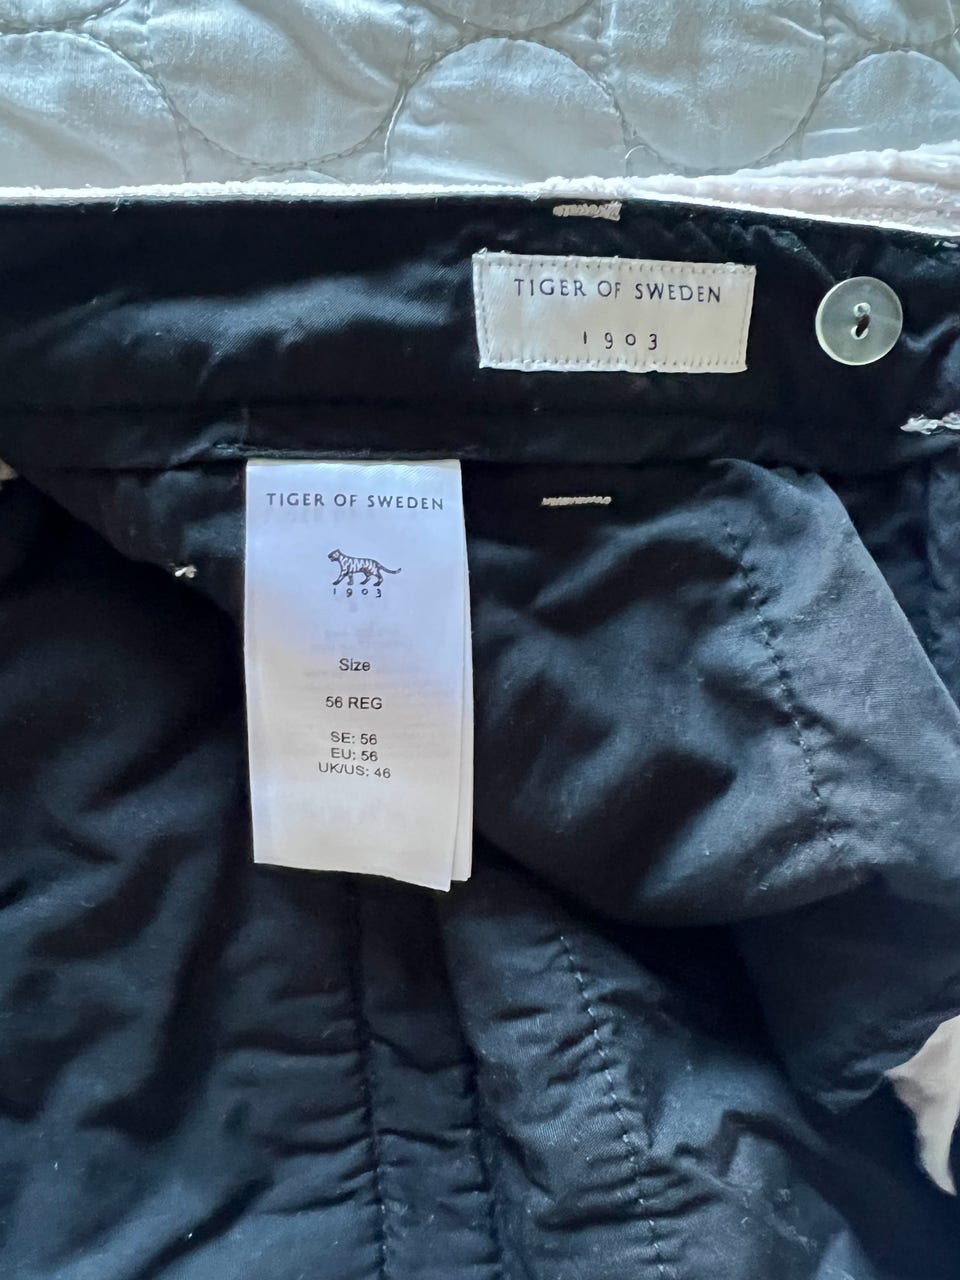 TIGER OF SWEDEN
1903
TIGER OF SWEDEN
1903
Size
56 REG
SE: 56
EU: 56
UK/US: 46